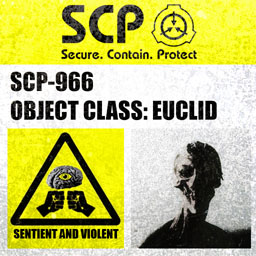 SCP
Secure. Contain. Protect
SCP-966
OBJECT CLASS: EUCLID
SENTIENT AND VIOLENT